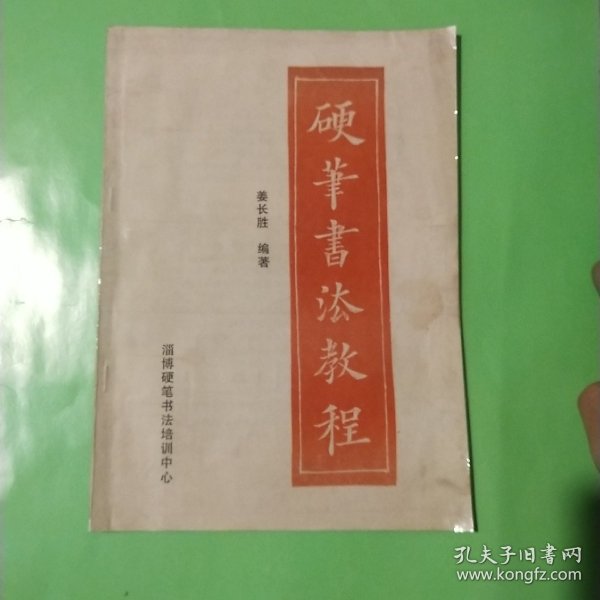 硬筆書法教程
姜长胜 编著
淄博硬笔书法培训中心
孔夫子旧書网
www.kongfz.com